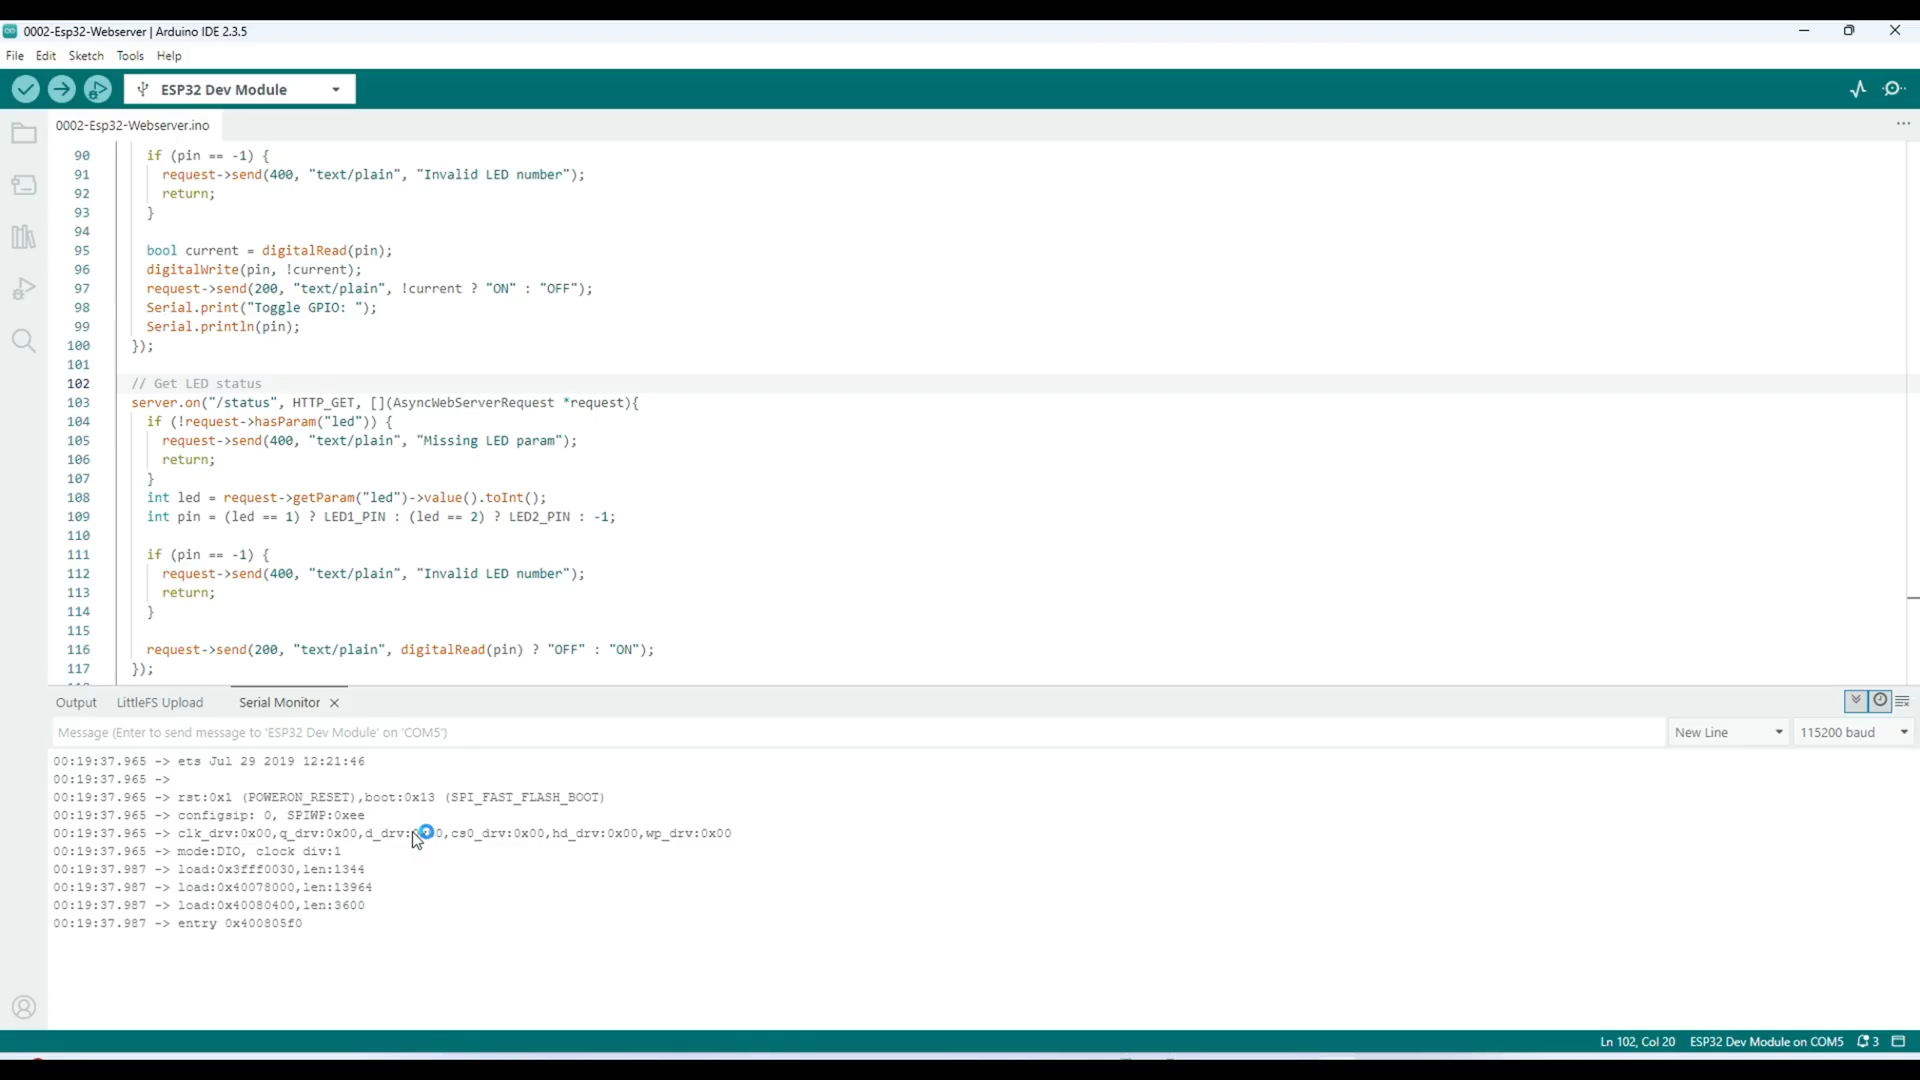 0002-Esp32-Webserver | Arduino IDE 2.3.5
File Edit Sketch Tools Help
ESP32 Dev Module
0002-Esp32-Webserver.ino
90 if (pin == -1) {
91 request->send(400, "text/plain", "Invalid LED number");
92 return;
93 }
94
95 bool current = digitalRead(pin);
96 digitalWrite(pin, !current);
97 request->send(200, "text/plain", !current ? "ON" : "OFF");
98 Serial.print("Toggle GPIO: ");
99 Serial.println(pin);
100 });
101
102 // Get LED status
103 server.on("/status", HTTP_GET, [](AsyncWebServerRequest *request){
104 if (!request->hasParam("led")) {
105 request->send(400, "text/plain", "Missing LED param");
106 return;
107 }
108 int led = request->getParam("led")->value().toInt();
109 int pin = (led == 1) ? LED1_PIN : (led == 2) ? LED2_PIN : -1;
110
111 if (pin == -1) {
112 request->send(400, "text/plain", "Invalid LED number");
113 return;
114 }
115
116 request->send(200, "text/plain", digitalRead(pin) ? "OFF" : "ON");
117 });
Output LittleFS Upload Serial Monitor
Message (Enter to send message to 'ESP32 Dev Module' on 'COM5') New Line 115200 baud
00:19:37.965 -> ets Jul 29 2019 12:21:46
00:19:37.965 ->
00:19:37.965 -> rst:0x1 (POWERON_RESET),boot:0x13 (SPI_FAST_FLASH_BOOT)
00:19:37.965 -> configsip: 0, SPIWP:0xee
00:19:37.965 -> clk_drv:0x00,q_drv:0x00,d_drv: 0,cs0_drv:0x00,hd_drv:0x00,wp_drv:0x00
00:19:37.965 -> mode:DIO, clock div:1
00:19:37.987 -> load:0x3fff0030,len:1344
00:19:37.987 -> load:0x40078000,len:13964
00:19:37.987 -> load:0x40080400,len:3600
00:19:37.987 -> entry 0x400805f0
Ln 102, Col 20 ESP32 Dev Module on COM5 3